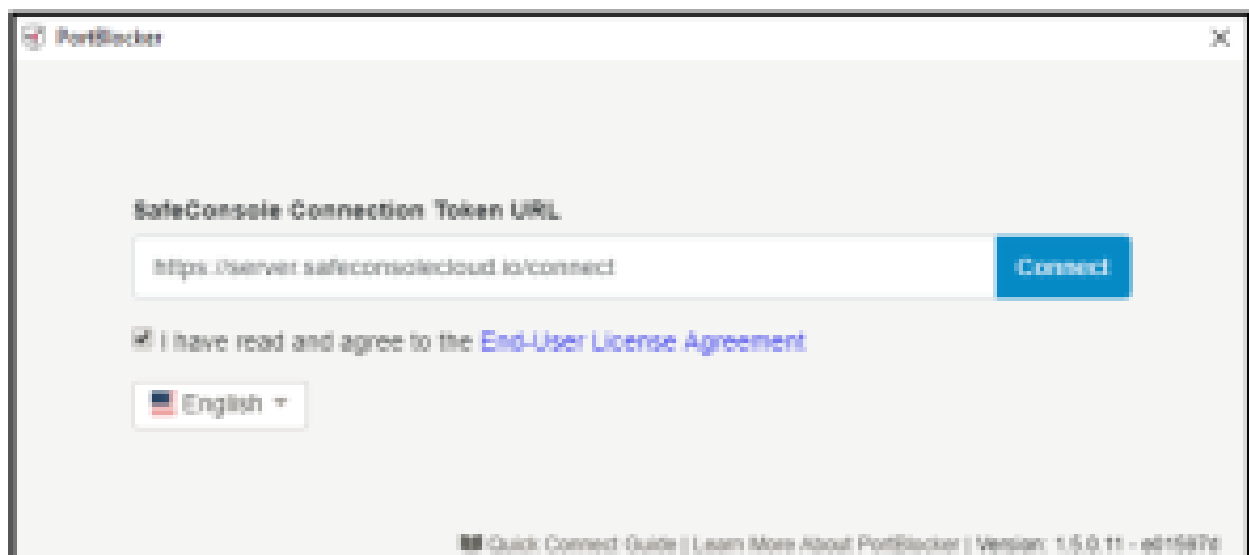 PortBlocker
SafeConsole Connection Token URL
https://server.safeconsolecloud.io/connect
Connect
I have read and agree to the End-User License Agreement
English
Quick Connect Guide | Learn More About PortBlocker | Version: 1.5.0.11 -